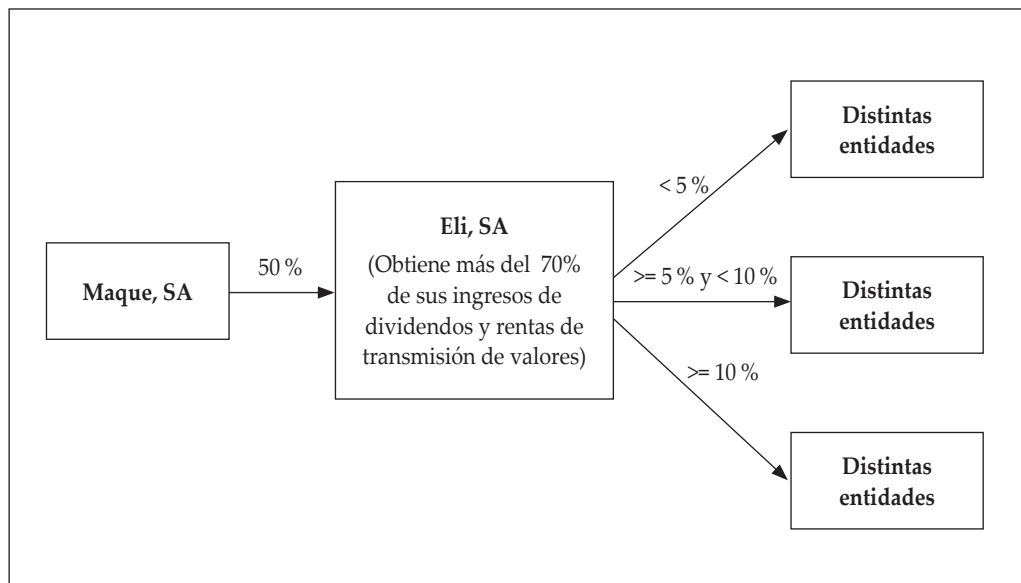 Maque, SA
50 %
Eli, SA
(Obtiene más del 70%
de sus ingresos de
dividendos y rentas de
transmisión de valores)
< 5 %
>= 5 % y < 10 %
>= 10 %
Distintas
entidades
Distintas
entidades
Distintas
entidades